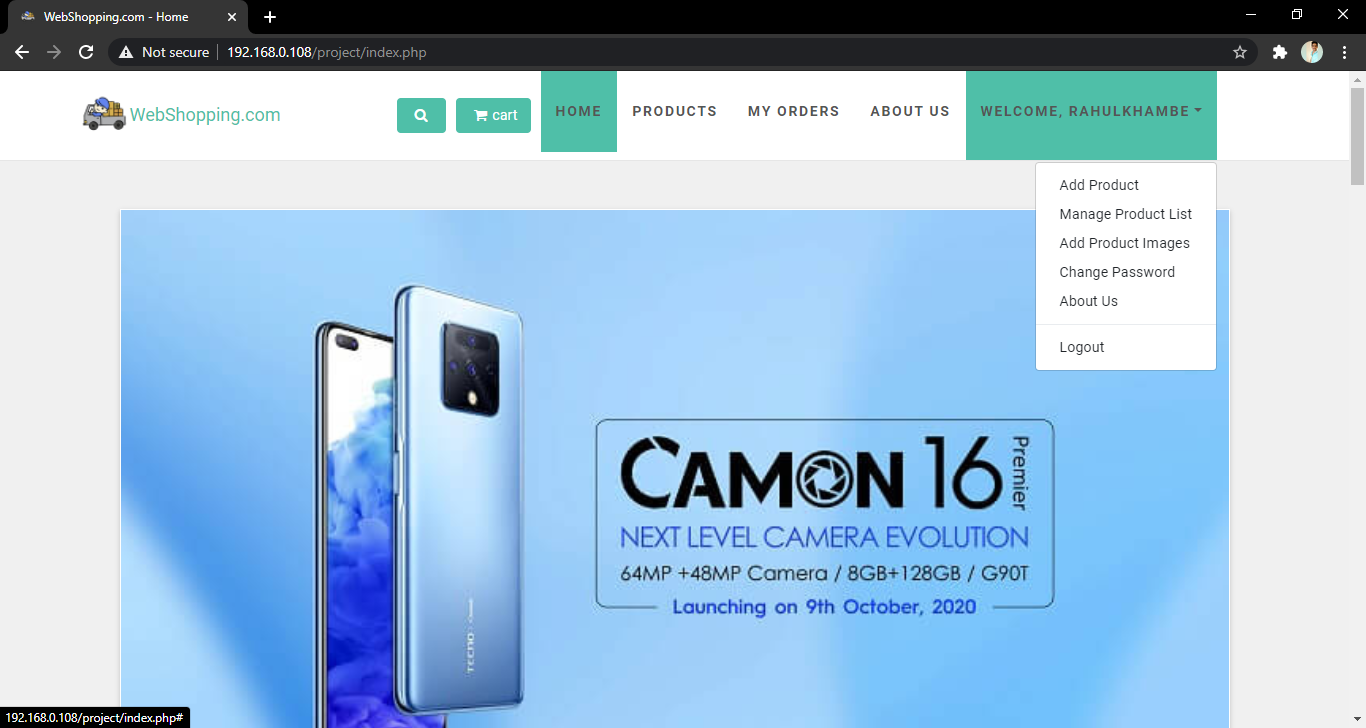 WebShopping.com - Home
Not secure
192.168.0.108/project/index.php
WebShopping.com
cart
HOME
PRODUCTS
MY ORDERS
ABOUT US
WELCOME, RAHULKHAMBE
Add Product
Manage Product List
Add Product Images
Change Password
About Us
Logout
CAMON 16
Premier
NEXT LEVEL CAMERA EVOLUTION
64MP +48MP Camera / 8GB+128GB / G90T
Launching on 9th October, 2020
TECNO
192.168.0.108/project/index.php#